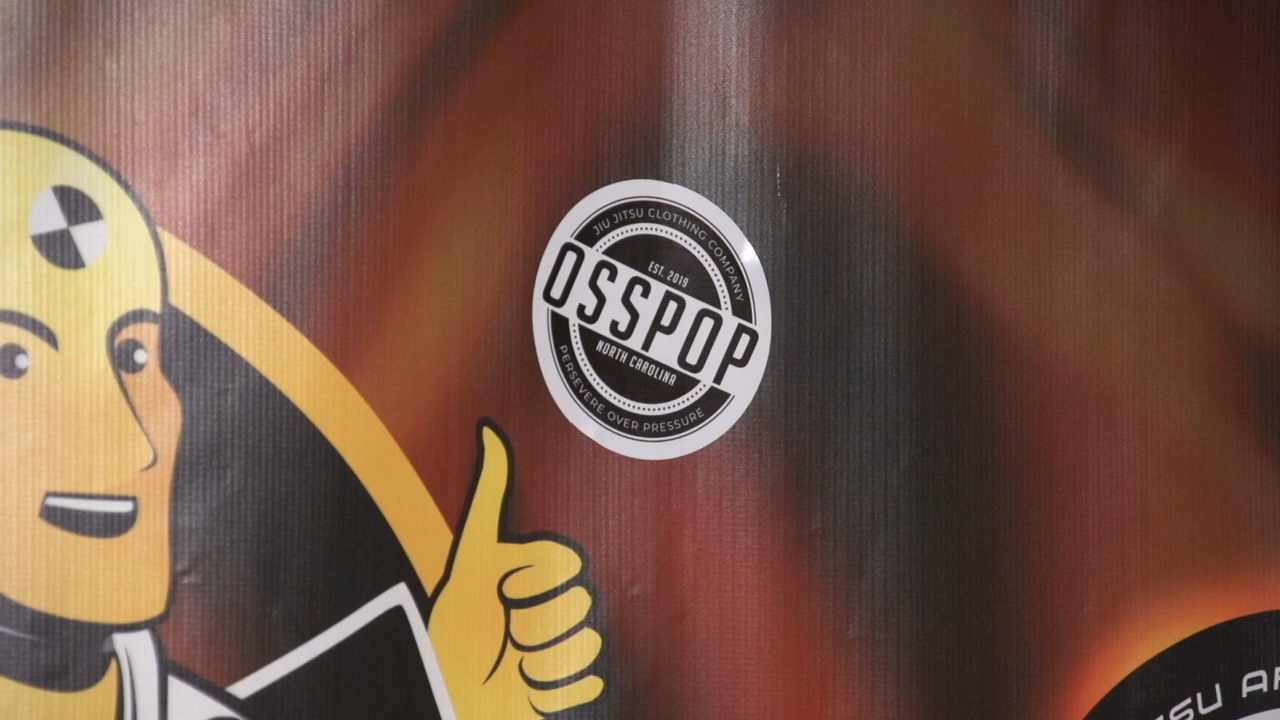 JIU JITSU CLOTHING COMPANY
EST. 2019
OSSPOP
NORTH CAROLINA
PERSEVERE OVER PRESSURE